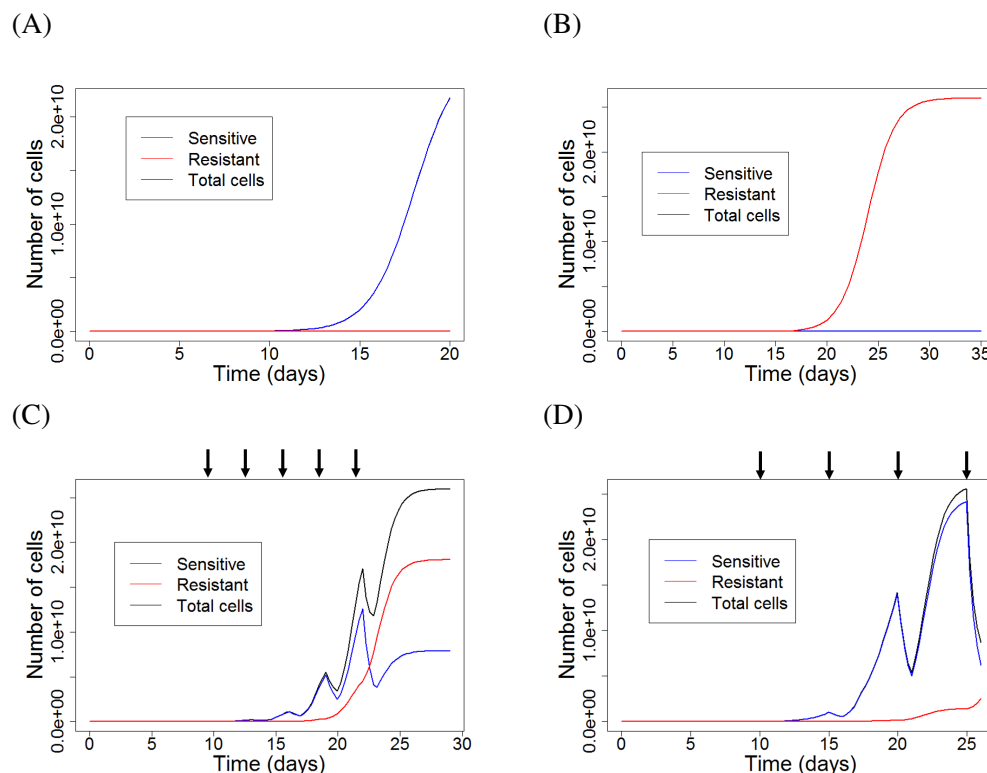 (A)
Number of cells
0.0e+00 1.0e+10 2.0e+10
Sensitive
Resistant
Total cells
0 5 10 15 20
Time (days)
(B)
Number of cells
0.0e+00 1.0e+10 2.0e+10
Sensitive
Resistant
Total cells
0 5 10 15 20 25 30 35
Time (days)
(C)
Number of cells
0.0e+00 1.0e+10 2.0e+10
Sensitive
Resistant
Total cells
0 5 10 15 20 25 30
Time (days)
(D)
Number of cells
0.0e+00 1.0e+10 2.0e+10
Sensitive
Resistant
Total cells
0 5 10 15 20 25
Time (days)